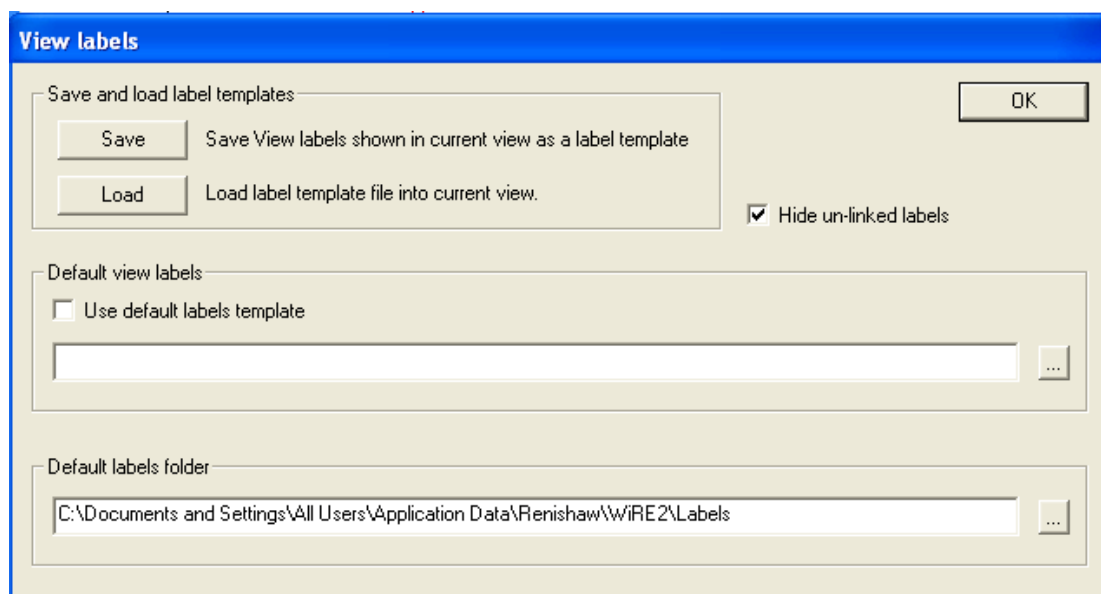 View labels
Save and load label templates
OK
Save
Save View labels shown in current view as a label template
Load
Load label template file into current view.
Hide un-linked labels
Default view labels
Use default labels template
...
Default labels folder
C:\Documents and Settings\All Users\Application Data\Renishaw\WiRE2\Labels
...